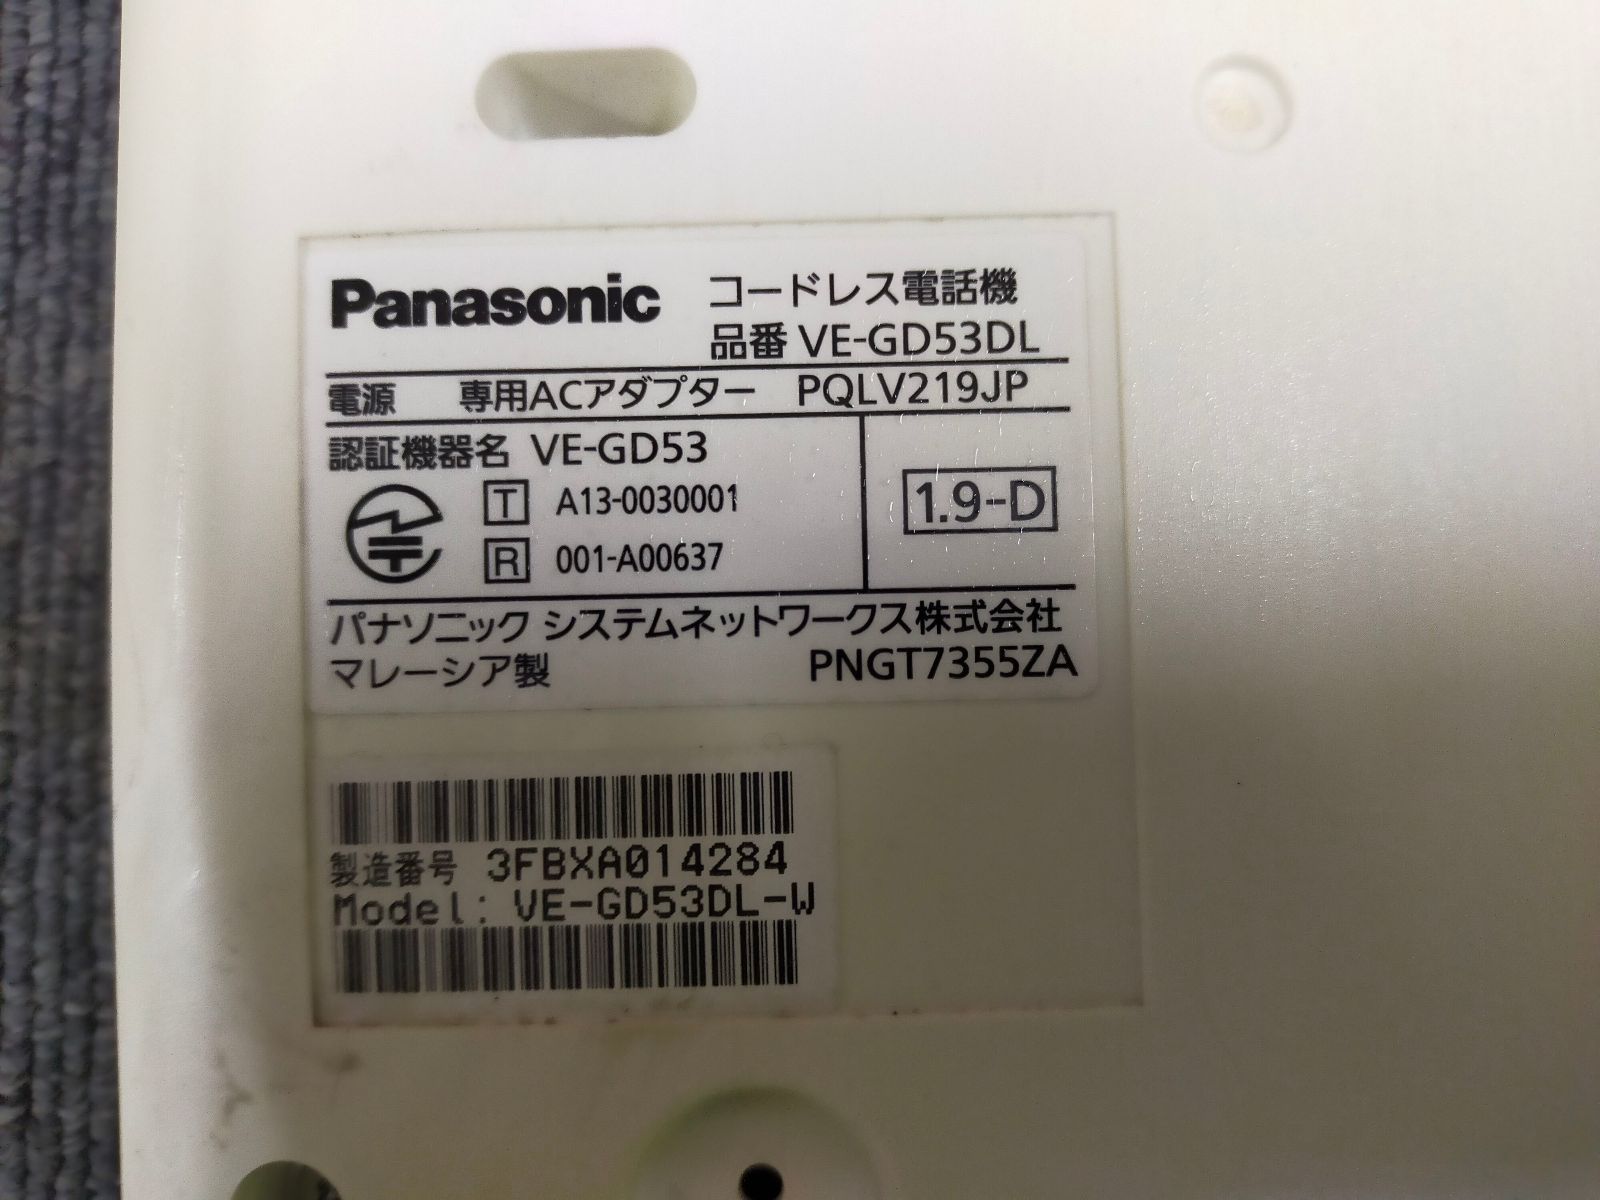 Panasonic コードレス電話機
品番 VE-GD53DL
電源 専用ACアダプター PQLV219JP
認証機器名 VE-GD53
T A13-0030001
R 001-A00637
1.9-D
パナソニック システムネットワークス株式会社
マレーシア製 PNGT7355ZA
製造番号 3FBXA014284
Model: VE-GD53DL-W